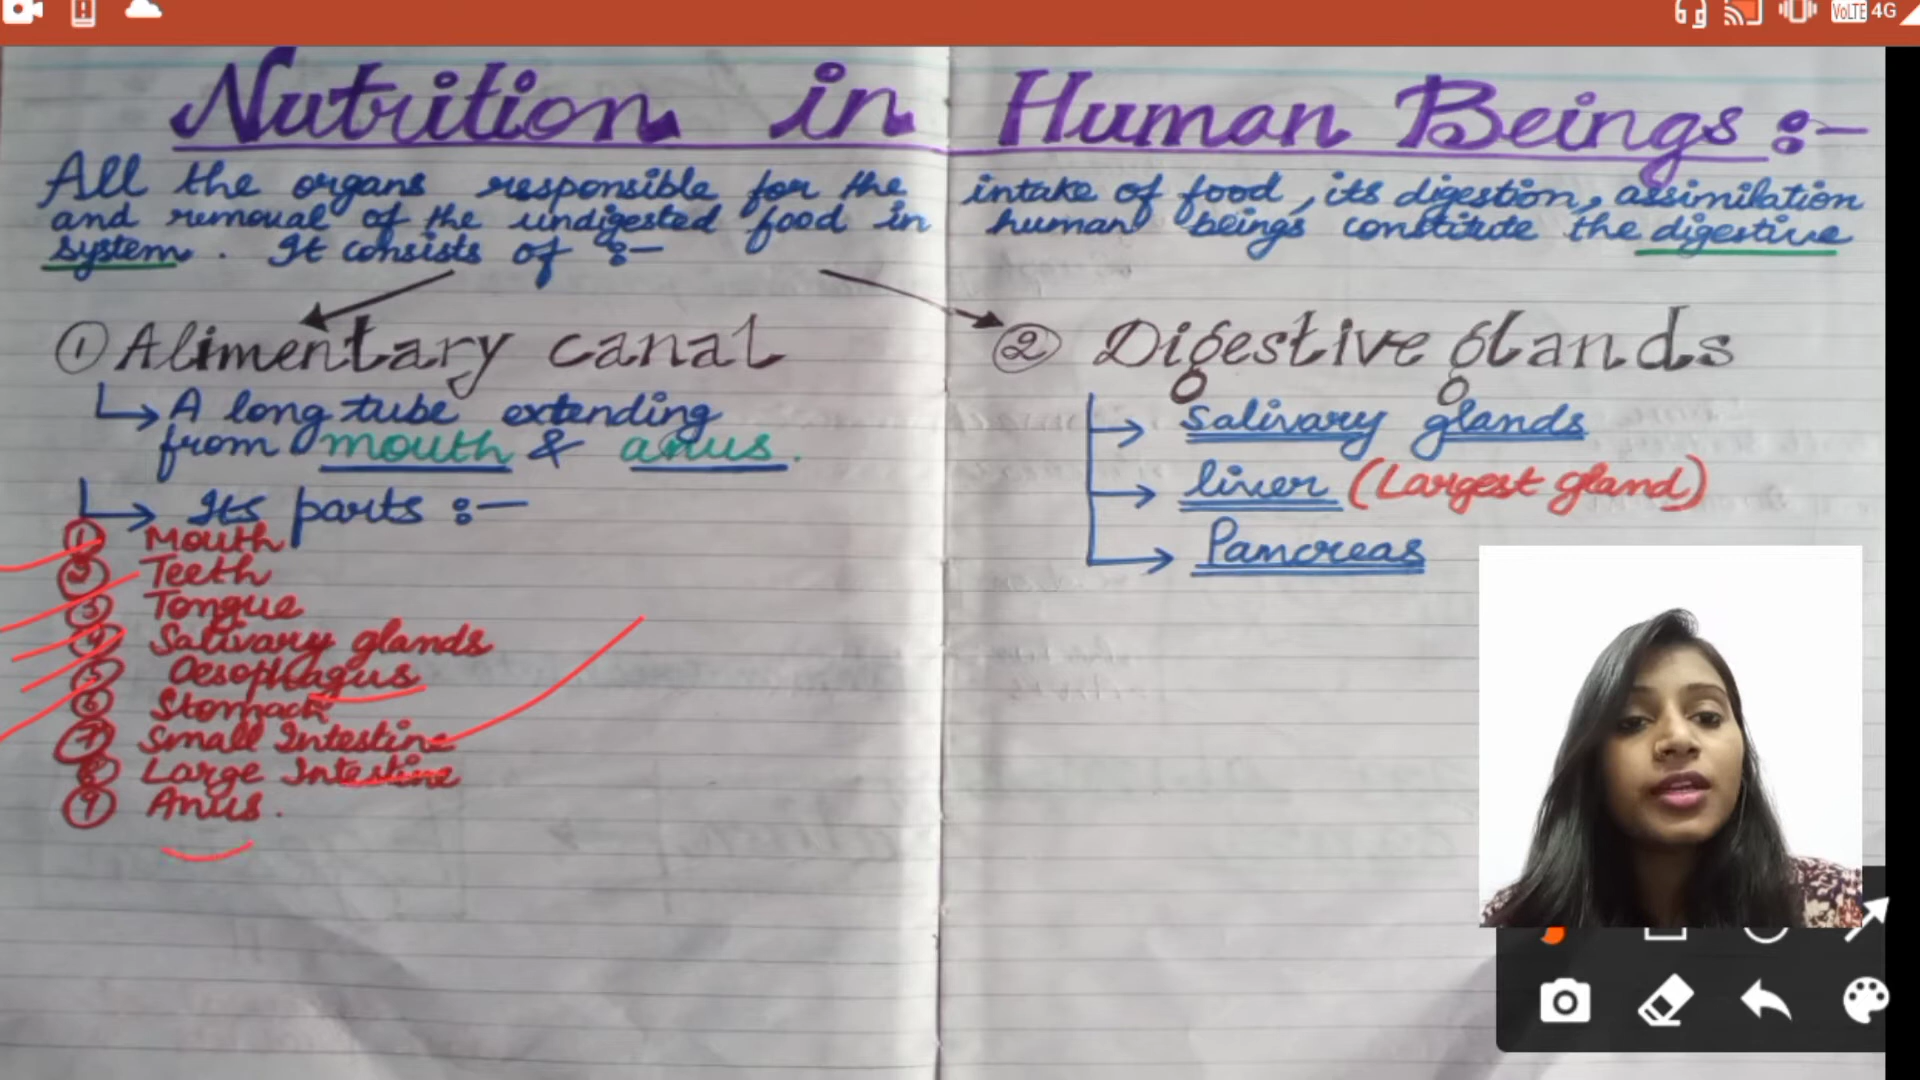 VoLTE 4G
Nutrition in Human Beings :-
All the organs responsible for the intake of food, its digestion, assimilation
and removal of the undigested food in human beings constitute the digestive
system. It consists of :-
① Alimentary canal
↳ A long tube extending
from mouth & anus.
↳ Its parts :-
① Mouth
② Teeth
③ Tongue
④ Salivary glands
⑤ Oesophagus
⑥ Stomach
⑦ Small Intestine
⑧ Large Intestine
⑨ Anus.
② Digestive glands
→ Salivary glands
→ liver (Largest gland)
→ Pancreas